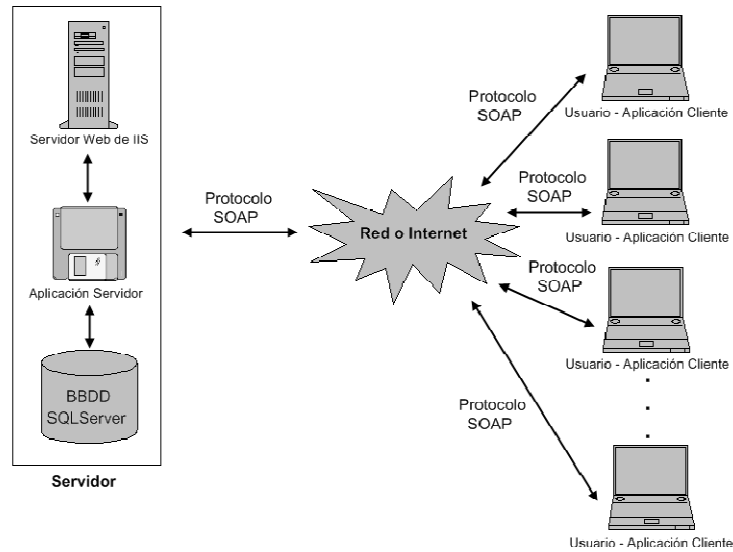 Servidor Web de IIS
Aplicación Servidor
BBDD
SQLServer
Servidor
Protocolo
SOAP
Red o Internet
Protocolo
SOAP
Usuario - Aplicación Cliente
Protocolo
SOAP
Usuario - Aplicación Cliente
Protocolo
SOAP
Usuario - Aplicación Cliente
Protocolo
SOAP
Usuario - Aplicación Cliente